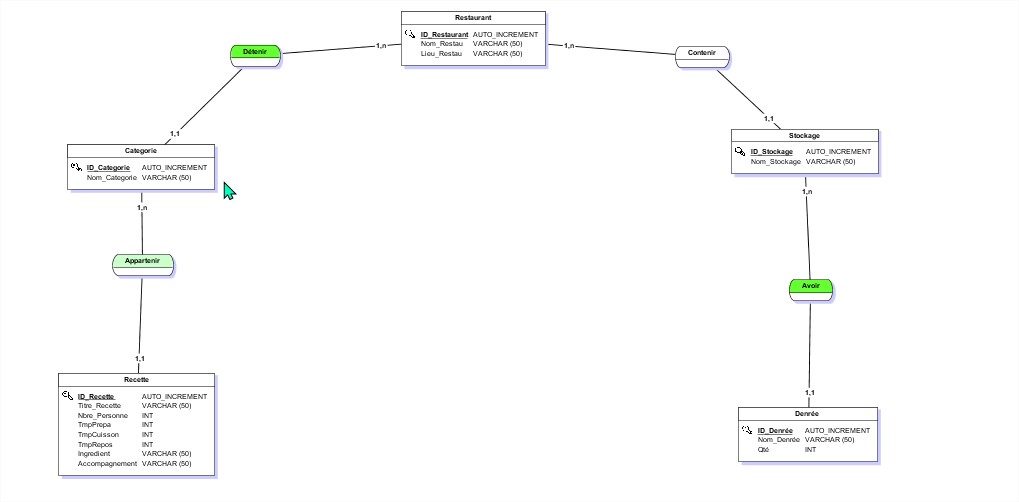 Restaurant
ID_Restaurant AUTO_INCREMENT
Nom_Restau VARCHAR (50)
Lieu_Restau VARCHAR (50)
Détenir
1,n
1,n
Contenir
1,1
1,1
Categorie
ID_Categorie AUTO_INCREMENT
Nom_Categorie VARCHAR (50)
Stockage
ID_Stockage AUTO_INCREMENT
Nom_Stockage VARCHAR (50)
1,n
1,n
Appartenir
Avoir
1,1
1,1
Recette
ID_Recette AUTO_INCREMENT
Titre_Recette VARCHAR (50)
Nbre_Personne INT
TmpPrepa INT
TmpCuisson INT
TmpRepos INT
Ingredient VARCHAR (50)
Accompagnement VARCHAR (50)
Denrée
ID_Denrée AUTO_INCREMENT
Nom_Denrée VARCHAR (50)
Qté INT